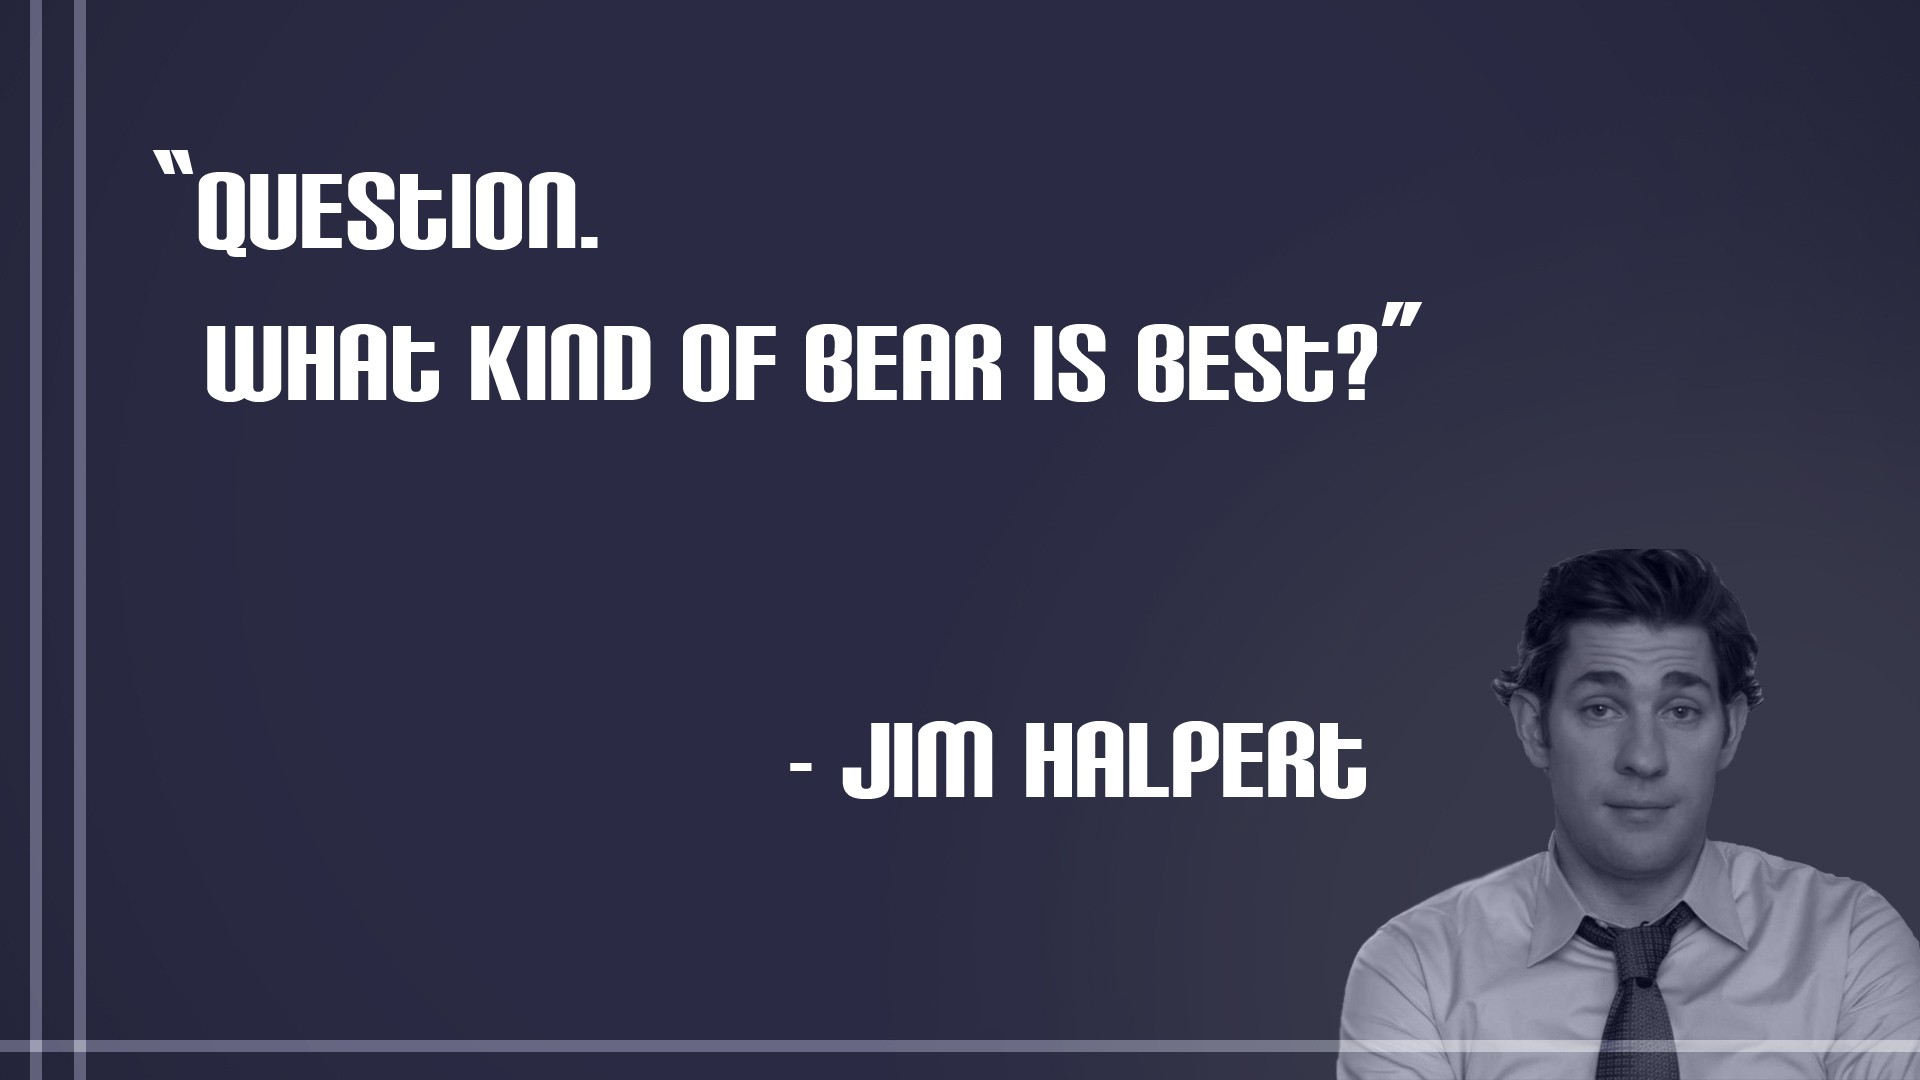 “QUESTION.
WHAT KIND OF BEAR IS BEST?”
- JIM HALPERT